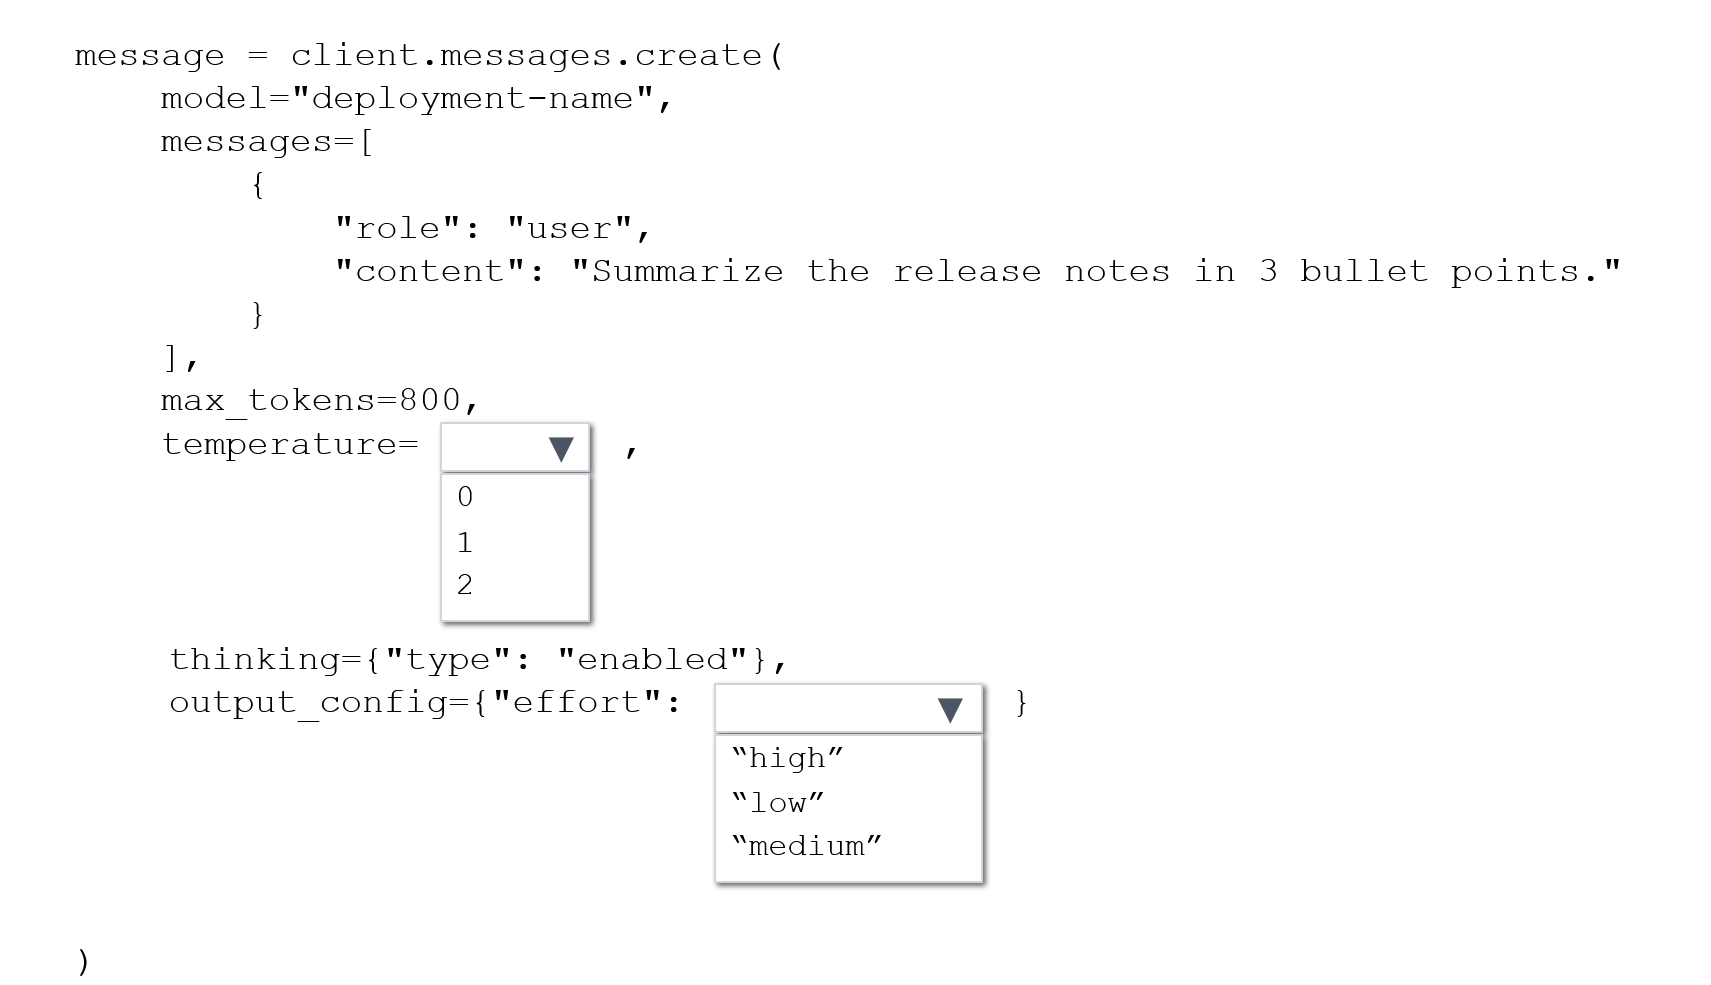 message = client.messages.create(
model="deployment-name",
messages=[
{
"role": "user",
"content": "Summarize the release notes in 3 bullet points."
}
],
max_tokens=800,
temperature= ▼ ,
0
1
2
thinking={"type": "enabled"},
output_config={"effort": ▼ }
“high”
“low”
“medium”
)